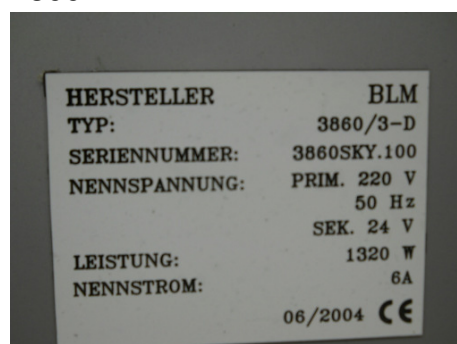 HERSTELLER BLM
TYP: 3860/3-D
SERIENNUMMER: 3860SKY.100
NENNSPANNUNG: PRIM. 220 V
50 Hz
SEK. 24 V
LEISTUNG: 1320 W
NENNSTROM: 6A
06/2004 CE